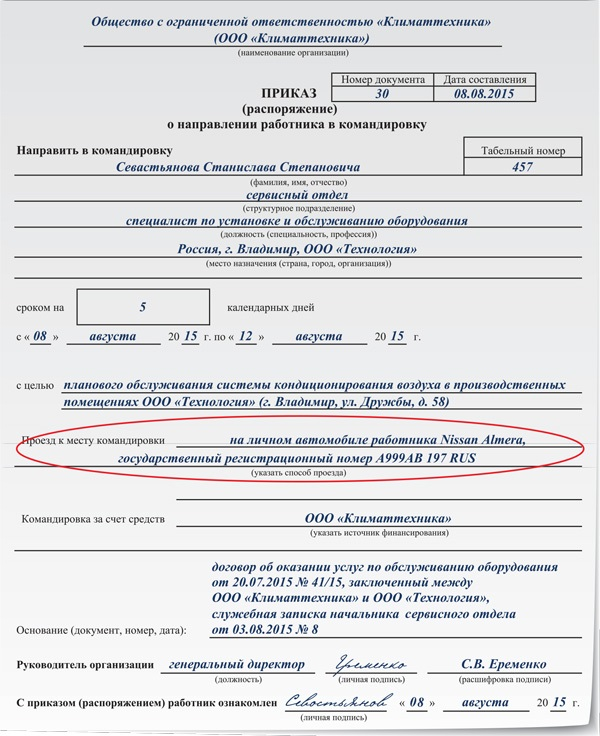 Общество с ограниченной ответственностью «Климаттехника»
(ООО «Климаттехника»)
(наименование организации)
Номер документа Дата составления
ПРИКАЗ 30 08.08.2015
(распоряжение)
о направлении работника в командировку
Направить в командировку Табельный номер
Севастьянова Станислава Степановича 457
(фамилия, имя, отчество)
сервисный отдел
(структурное подразделение)
специалист по установке и обслуживанию оборудования
(должность (специальность, профессия))
Россия, г. Владимир, ООО «Технология»
(место назначения (страна, город, организация))
сроком на 5 календарных дней
с « 08 » августа 20 15 г. по « 12 » августа 20 15 г.
с целью планового обслуживания системы кондиционирования воздуха в производственных
помещениях ООО «Технология» (г. Владимир, ул. Дружбы, д. 58)
Проезд к месту командировки на личном автомобиле работника Nissan Almera,
государственный регистрационный номер А999АВ 197 RUS
(указать способ проезда)
Командировка за счет средств ООО «Климаттехника»
(указать источник финансирования)
договор об оказании услуг по обслуживанию оборудования
от 20.07.2015 № 41/15, заключенный между
ООО «Климаттехника» и ООО «Технология»,
служебная записка начальника сервисного отдела
Основание (документ, номер, дата): от 03.08.2015 № 8
Руководитель организации генеральный директор Еременко С.В. Еременко
(должность) (личная подпись) (расшифровка подписи)
С приказом (распоряжением) работник ознакомлен Севостьянов « 08 » августа 20 15 г.
(личная подпись)